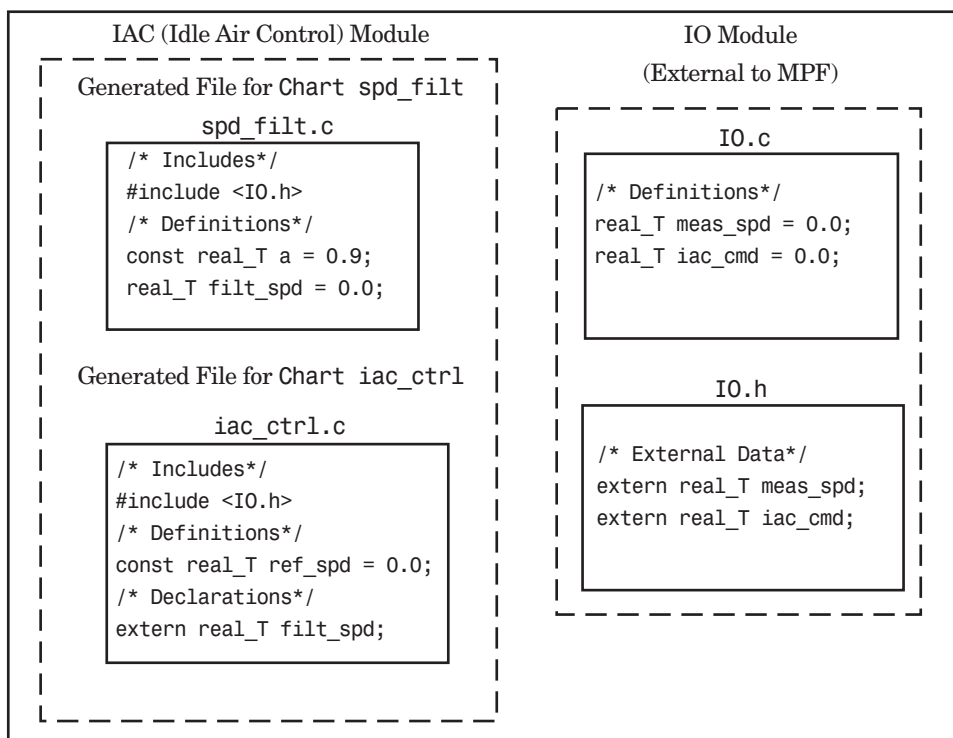 IAC (Idle Air Control) Module
Generated File for Chart spd_filt
spd_filt.c
/* Includes*/
#include <IO.h>
/* Definitions*/
const real_T a = 0.9;
real_T filt_spd = 0.0;
Generated File for Chart iac_ctrl
iac_ctrl.c
/* Includes*/
#include <IO.h>
/* Definitions*/
const real_T ref_spd = 0.0;
/* Declarations*/
extern real_T filt_spd;
IO Module
(External to MPF)
IO.c
/* Definitions*/
real_T meas_spd = 0.0;
real_T iac_cmd = 0.0;
IO.h
/* External Data*/
extern real_T meas_spd;
extern real_T iac_cmd;